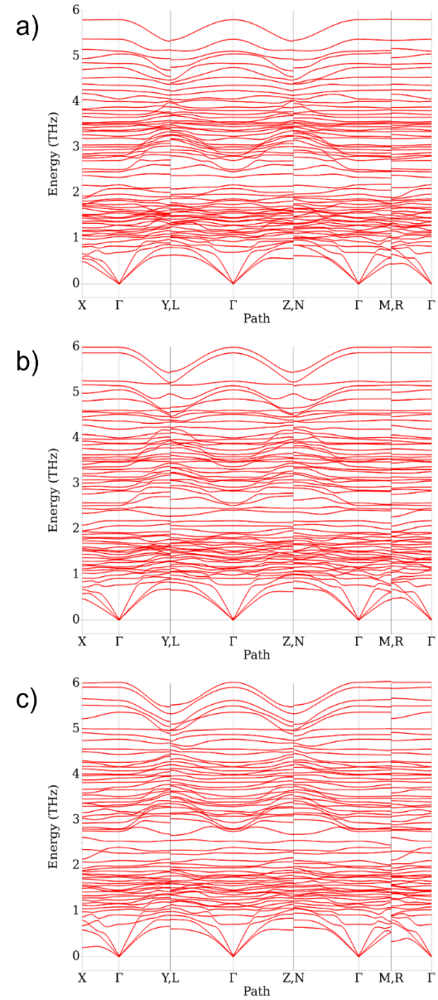 a)
6
5
4
3
2
1
0
Energy (THz)
X Γ Y,L Γ Z,N Γ M,R Γ
Path
b)
6
5
4
3
2
1
0
Energy (THz)
X Γ Y,L Γ Z,N Γ M,R Γ
Path
c)
6
5
4
3
2
1
0
Energy (THz)
X Γ Y,L Γ Z,N Γ M,R Γ
Path